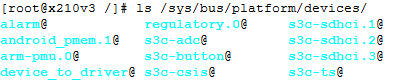 [root@x210v3 /]# ls /sys/bus/platform/devices/
alarm@ regulatory.0@ s3c-sdhci.1@
android_pmem.1@ s3c-adc@ s3c-sdhci.2@
arm-pmu.0@ s3c-button@ s3c-sdhci.3@
device_to_driver@ s3c-csis@ s3c-ts@